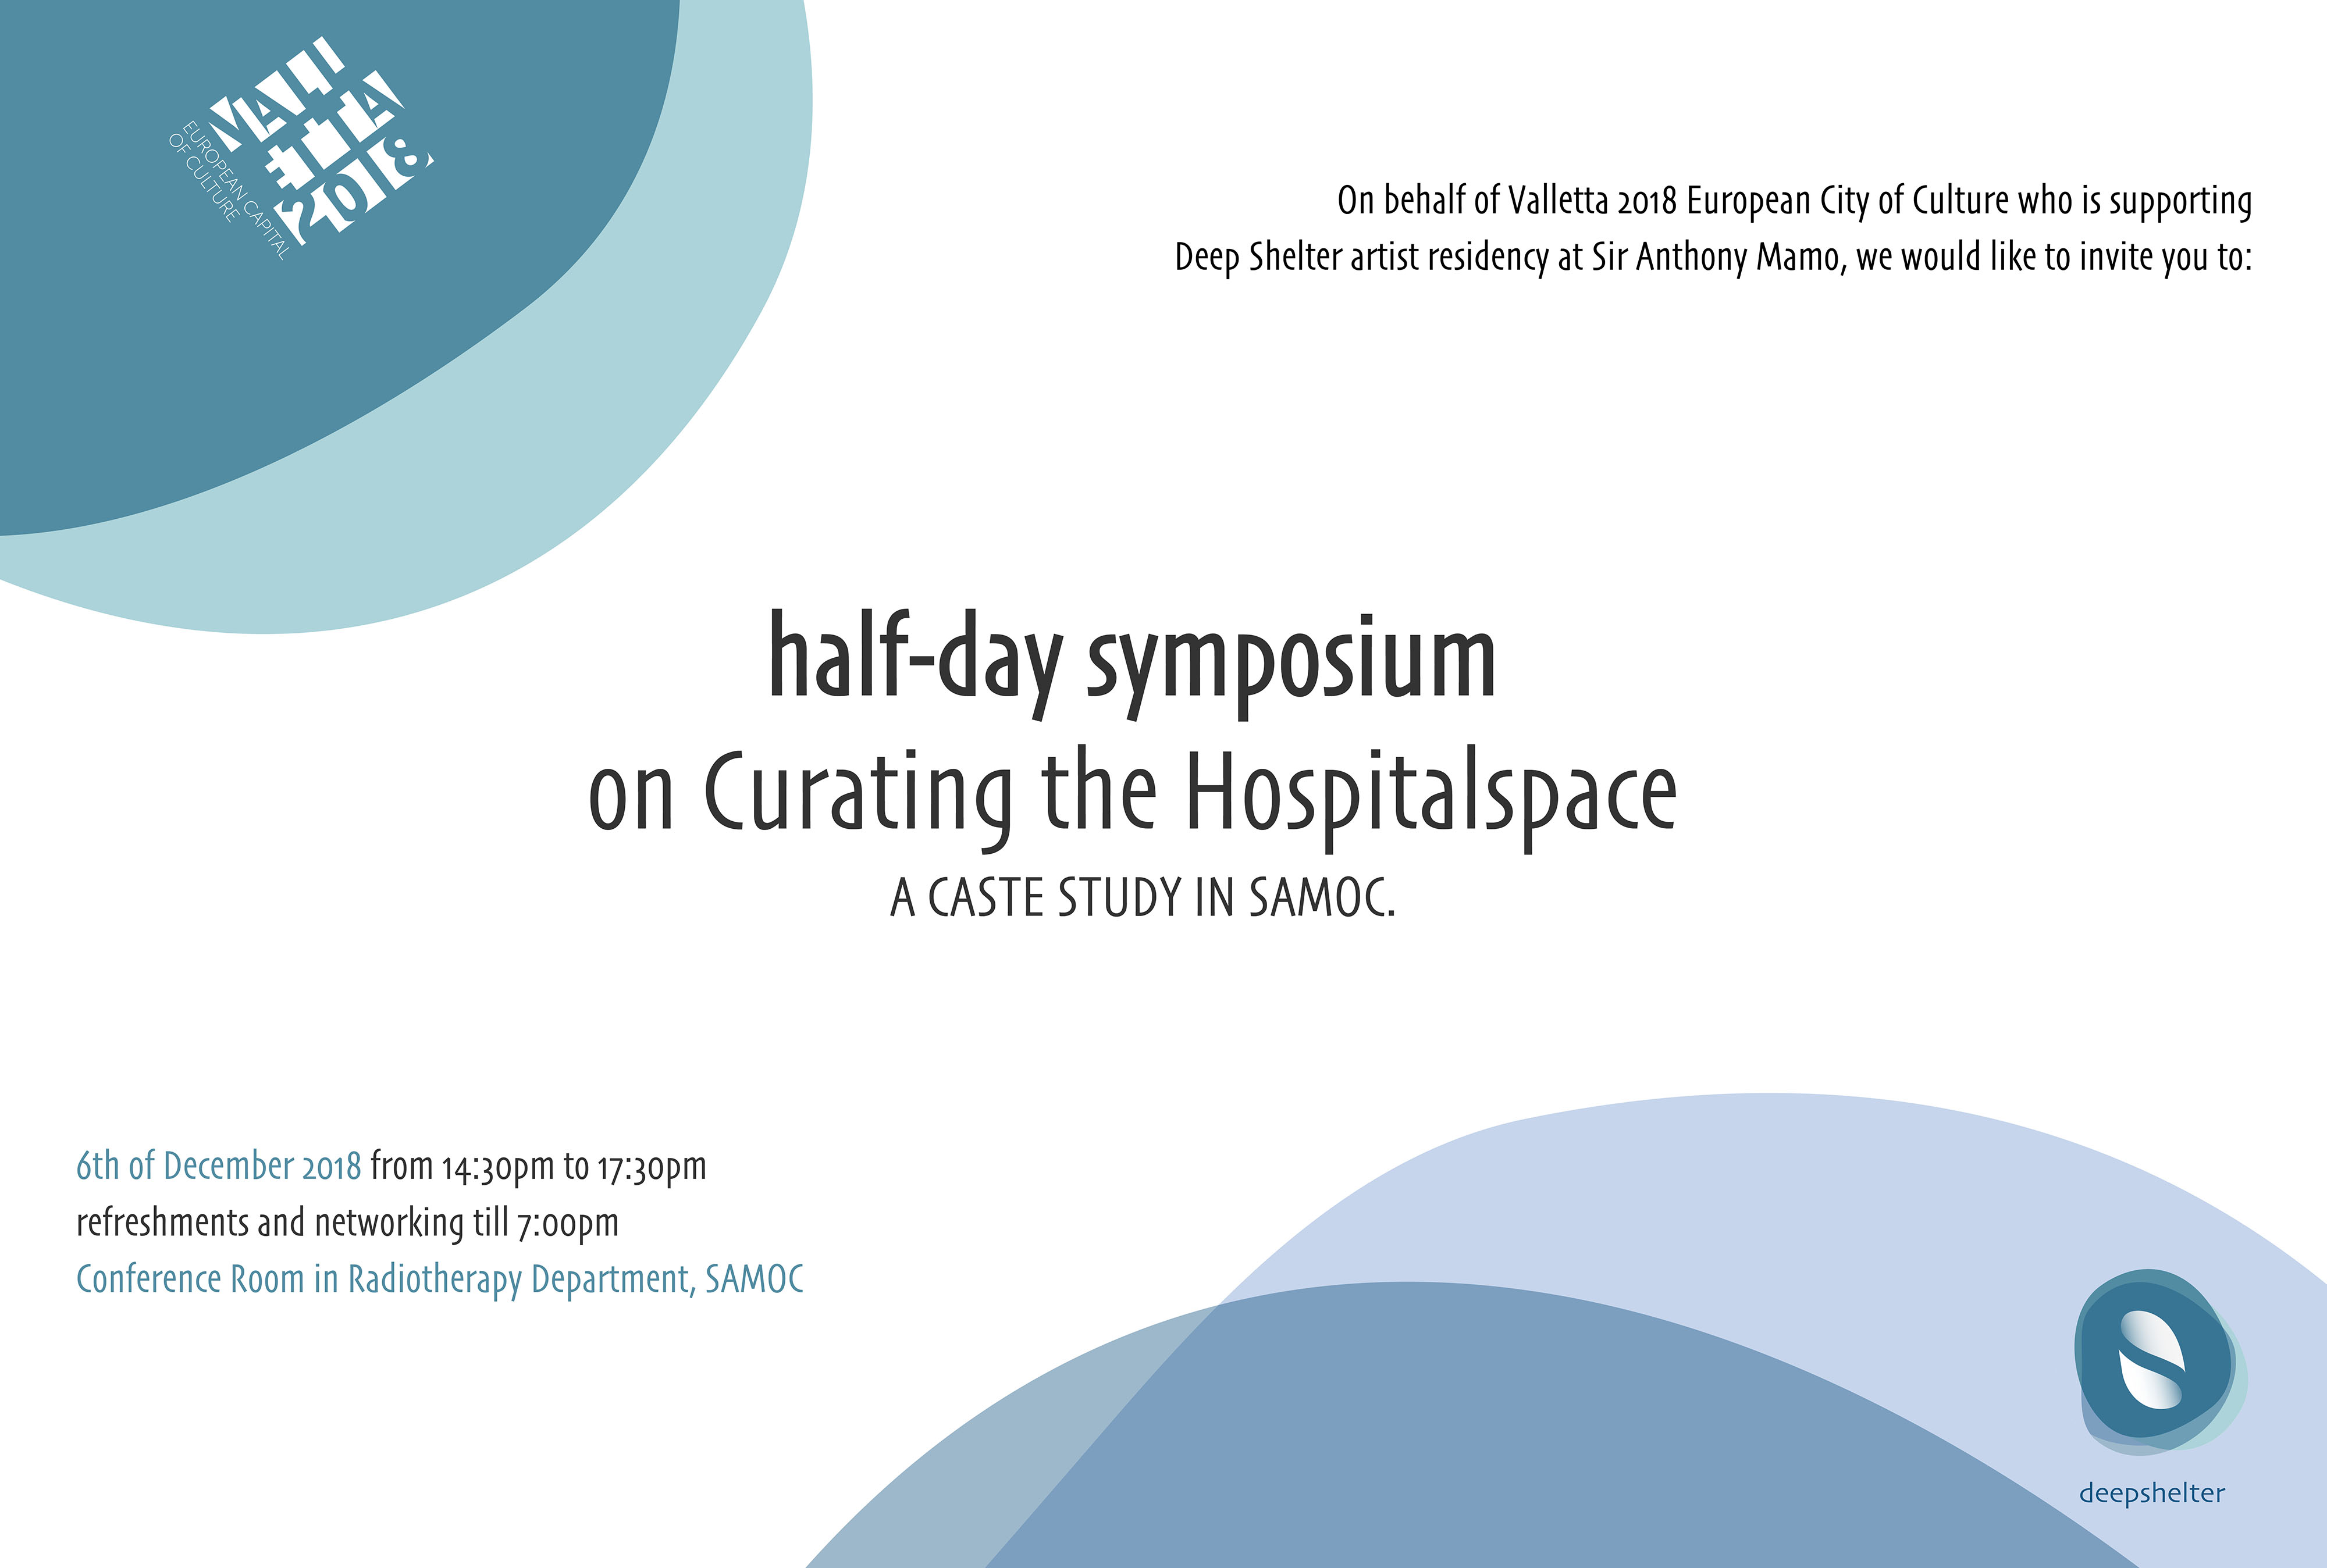 VALLETTA 2018
EUROPEAN CAPITAL
OF CULTURE
On behalf of Valletta 2018 European City of Culture who is supporting
Deep Shelter artist residency at Sir Anthony Mamo, we would like to invite you to:
half-day symposium
on Curating the Hospitalspace
A CASTE STUDY IN SAMOC.
6th of December 2018 from 14:30pm to 17:30pm
refreshments and networking till 7:00pm
Conference Room in Radiotherapy Department, SAMOC
deepshelter